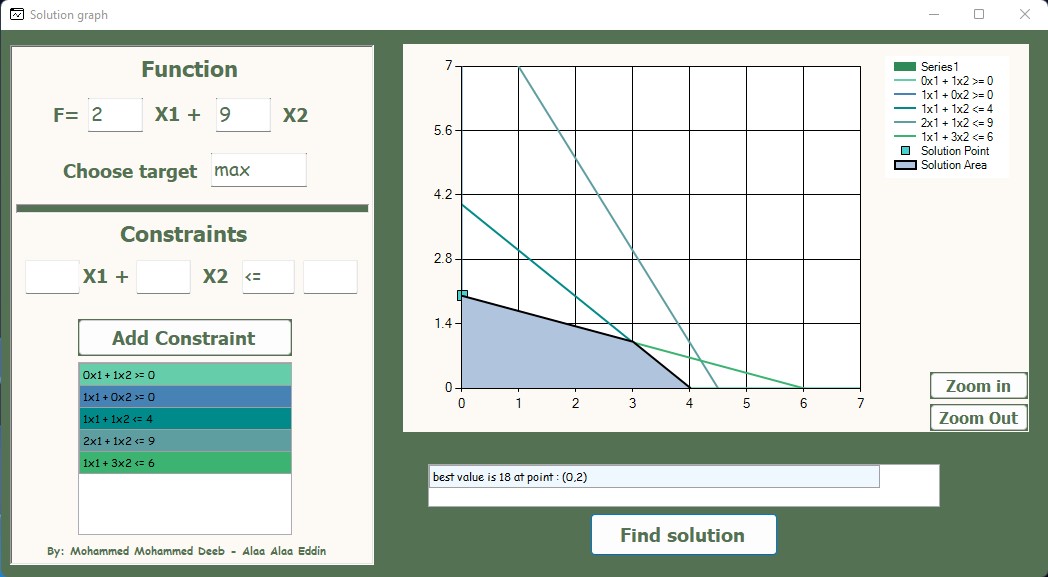 Solution graph
Function
F= 2 X1 + 9 X2
Choose target max
Constraints
X1 + X2 <=
Add Constraint
0x1 + 1x2 >= 0
1x1 + 0x2 >= 0
1x1 + 1x2 <= 4
2x1 + 1x2 <= 9
1x1 + 3x2 <= 6
By: Mohammed Mohammed Deeb - Alaa Alaa Eddin
7
5.6
4.2
2.8
1.4
0
0 1 2 3 4 5 6 7
Series1
0x1 + 1x2 >= 0
1x1 + 0x2 >= 0
1x1 + 1x2 <= 4
2x1 + 1x2 <= 9
1x1 + 3x2 <= 6
Solution Point
Solution Area
Zoom in
Zoom Out
best value is 18 at point : (0,2)
Find solution